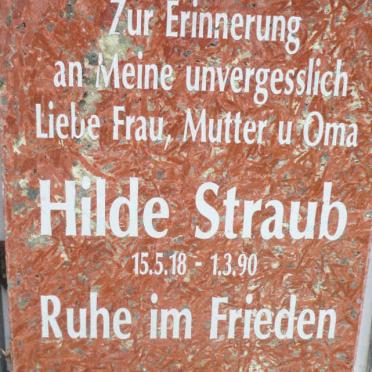 Zur Erinnerung
an Meine unvergesslich
Liebe Frau, Mutter u Oma
Hilde Straub
15.5.18 - 1.3.90
Ruhe im Frieden